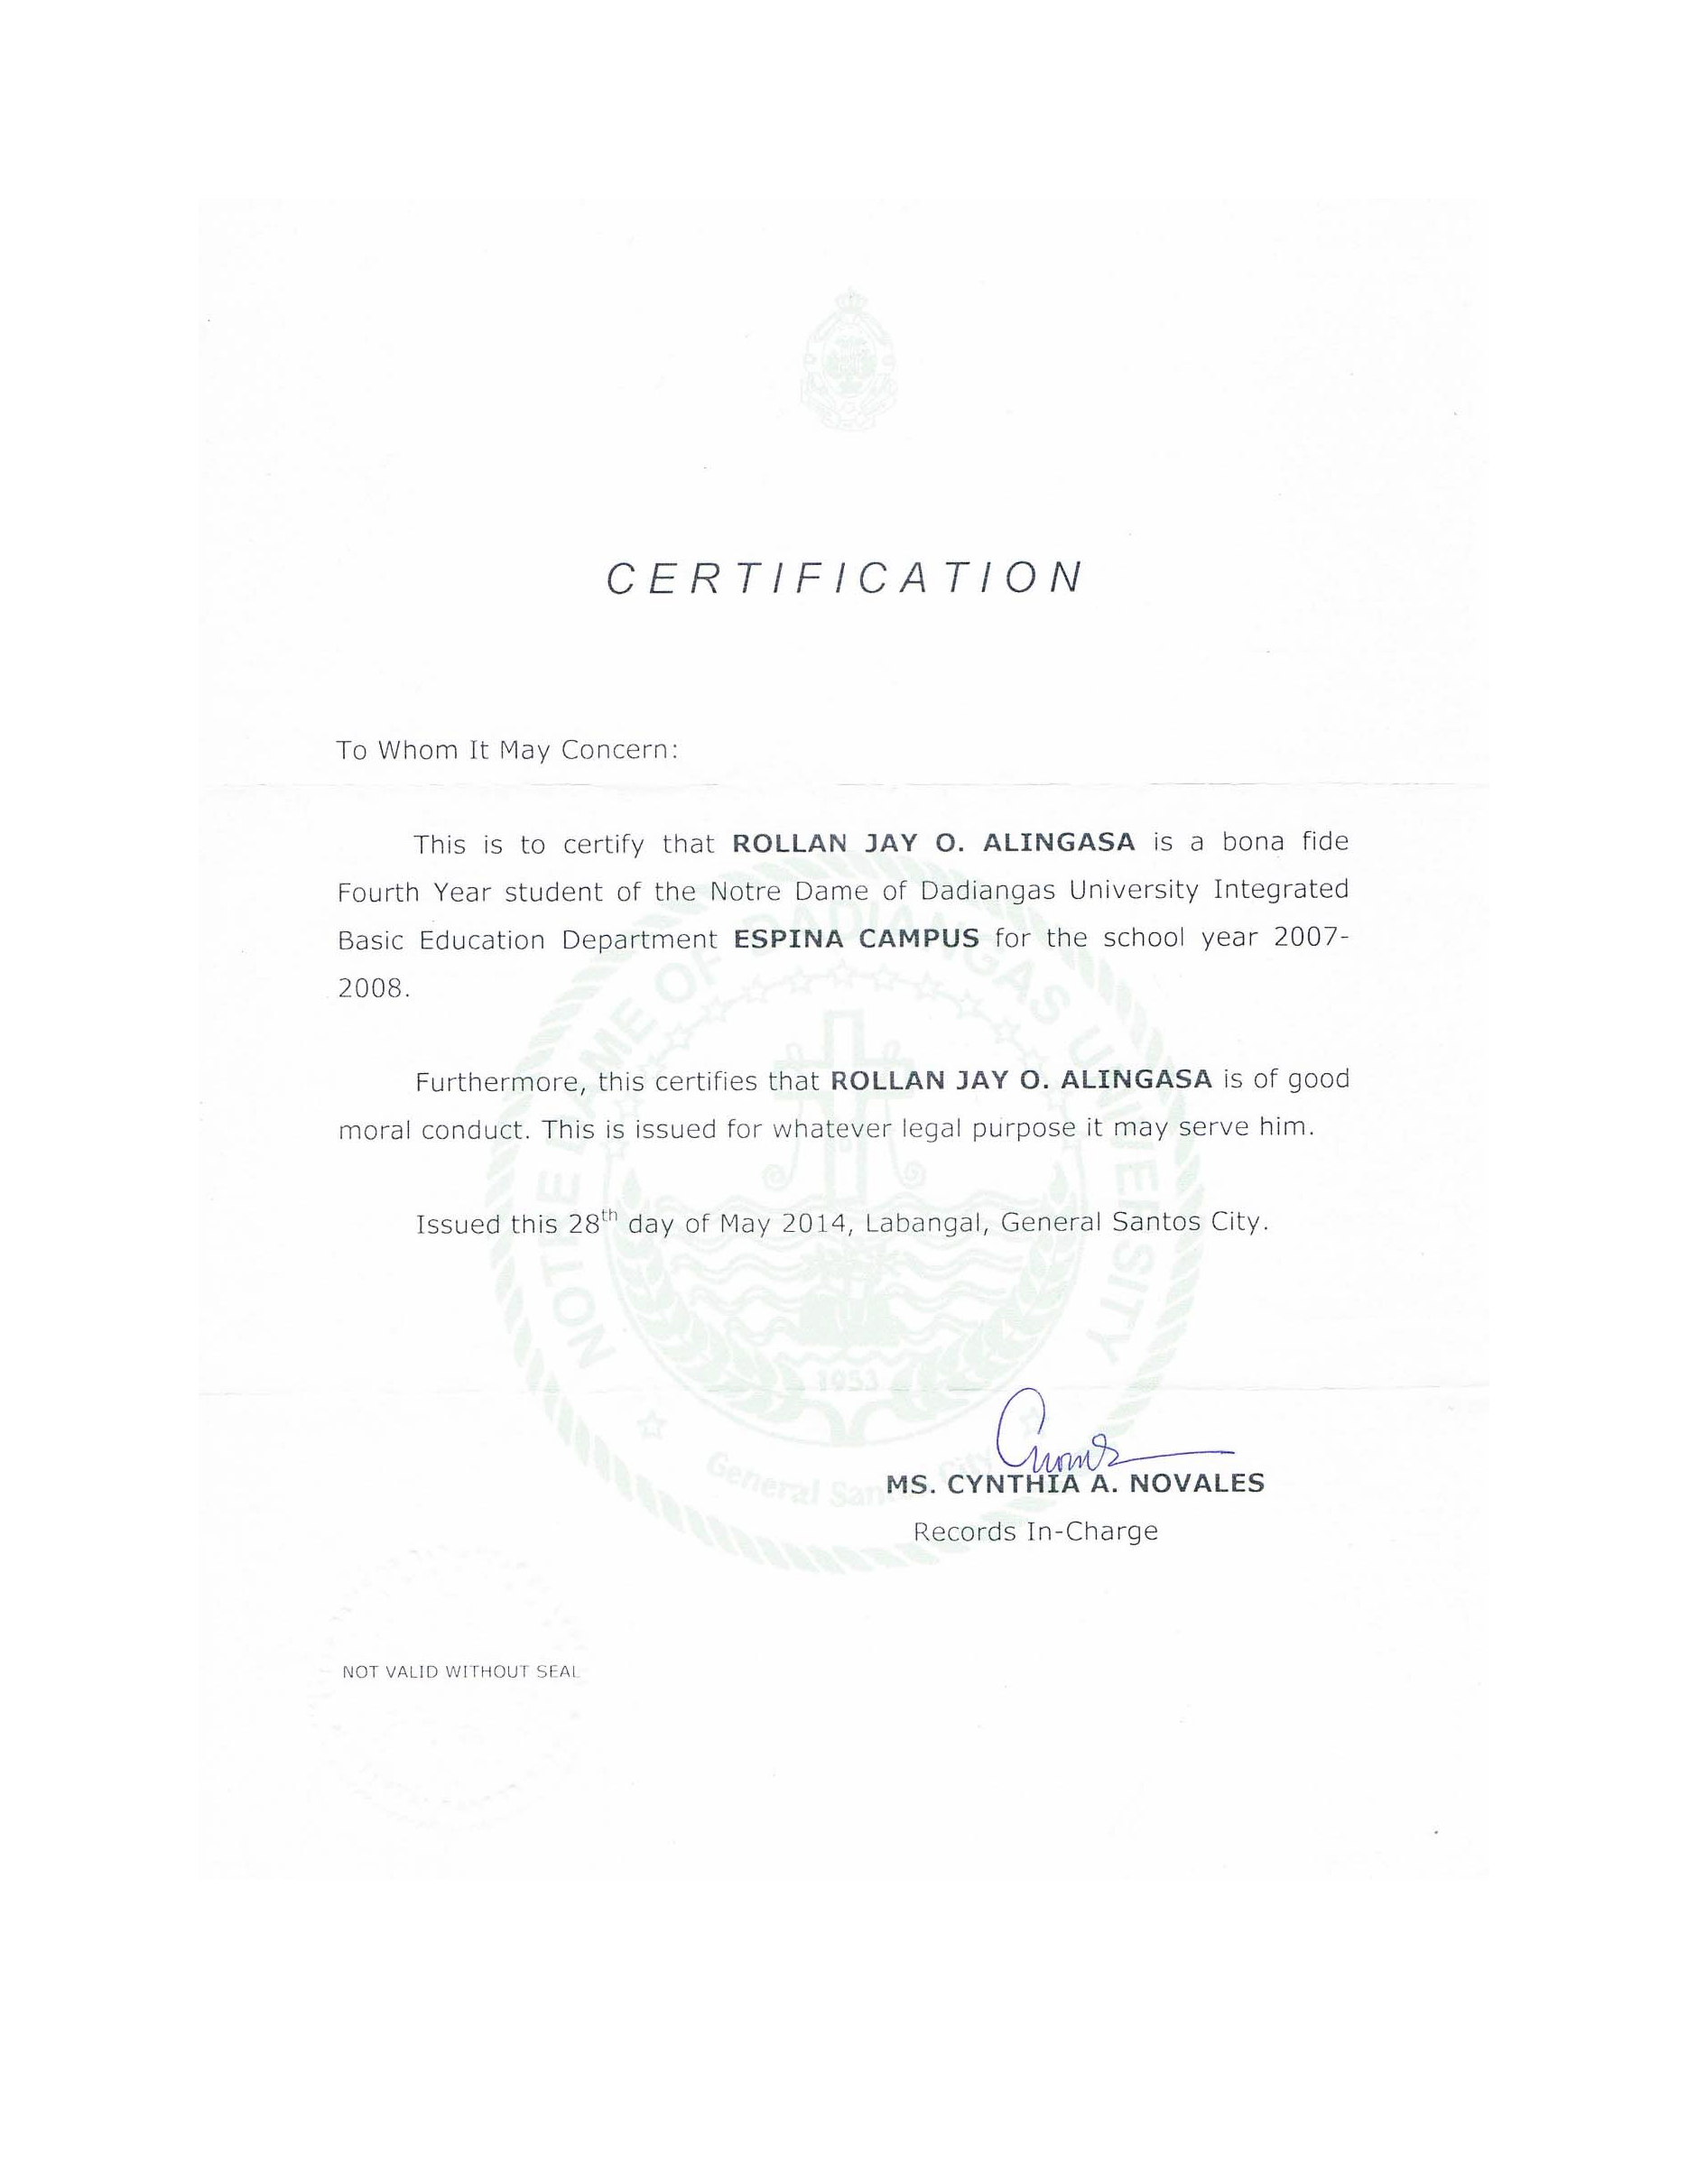 CERTIFICATION
To Whom It May Concern:
This is to certify that ROLLAN JAY O. ALINGASA is a bona fide
Fourth Year student of the Notre Dame of Dadiangas University Integrated
Basic Education Department ESPINA CAMPUS for the school year 2007-
2008.
Furthermore, this certifies that ROLLAN JAY O. ALINGASA is of good
moral conduct. This is issued for whatever legal purpose it may serve him.
Issued this 28th day of May 2014, Labangal, General Santos City.
NOTRE DAME OF DADIANGAS UNIVERSITY
1953
General Santos City
MS. CYNTHIA A. NOVALES
Records In-Charge
NOT VALID WITHOUT SEAL